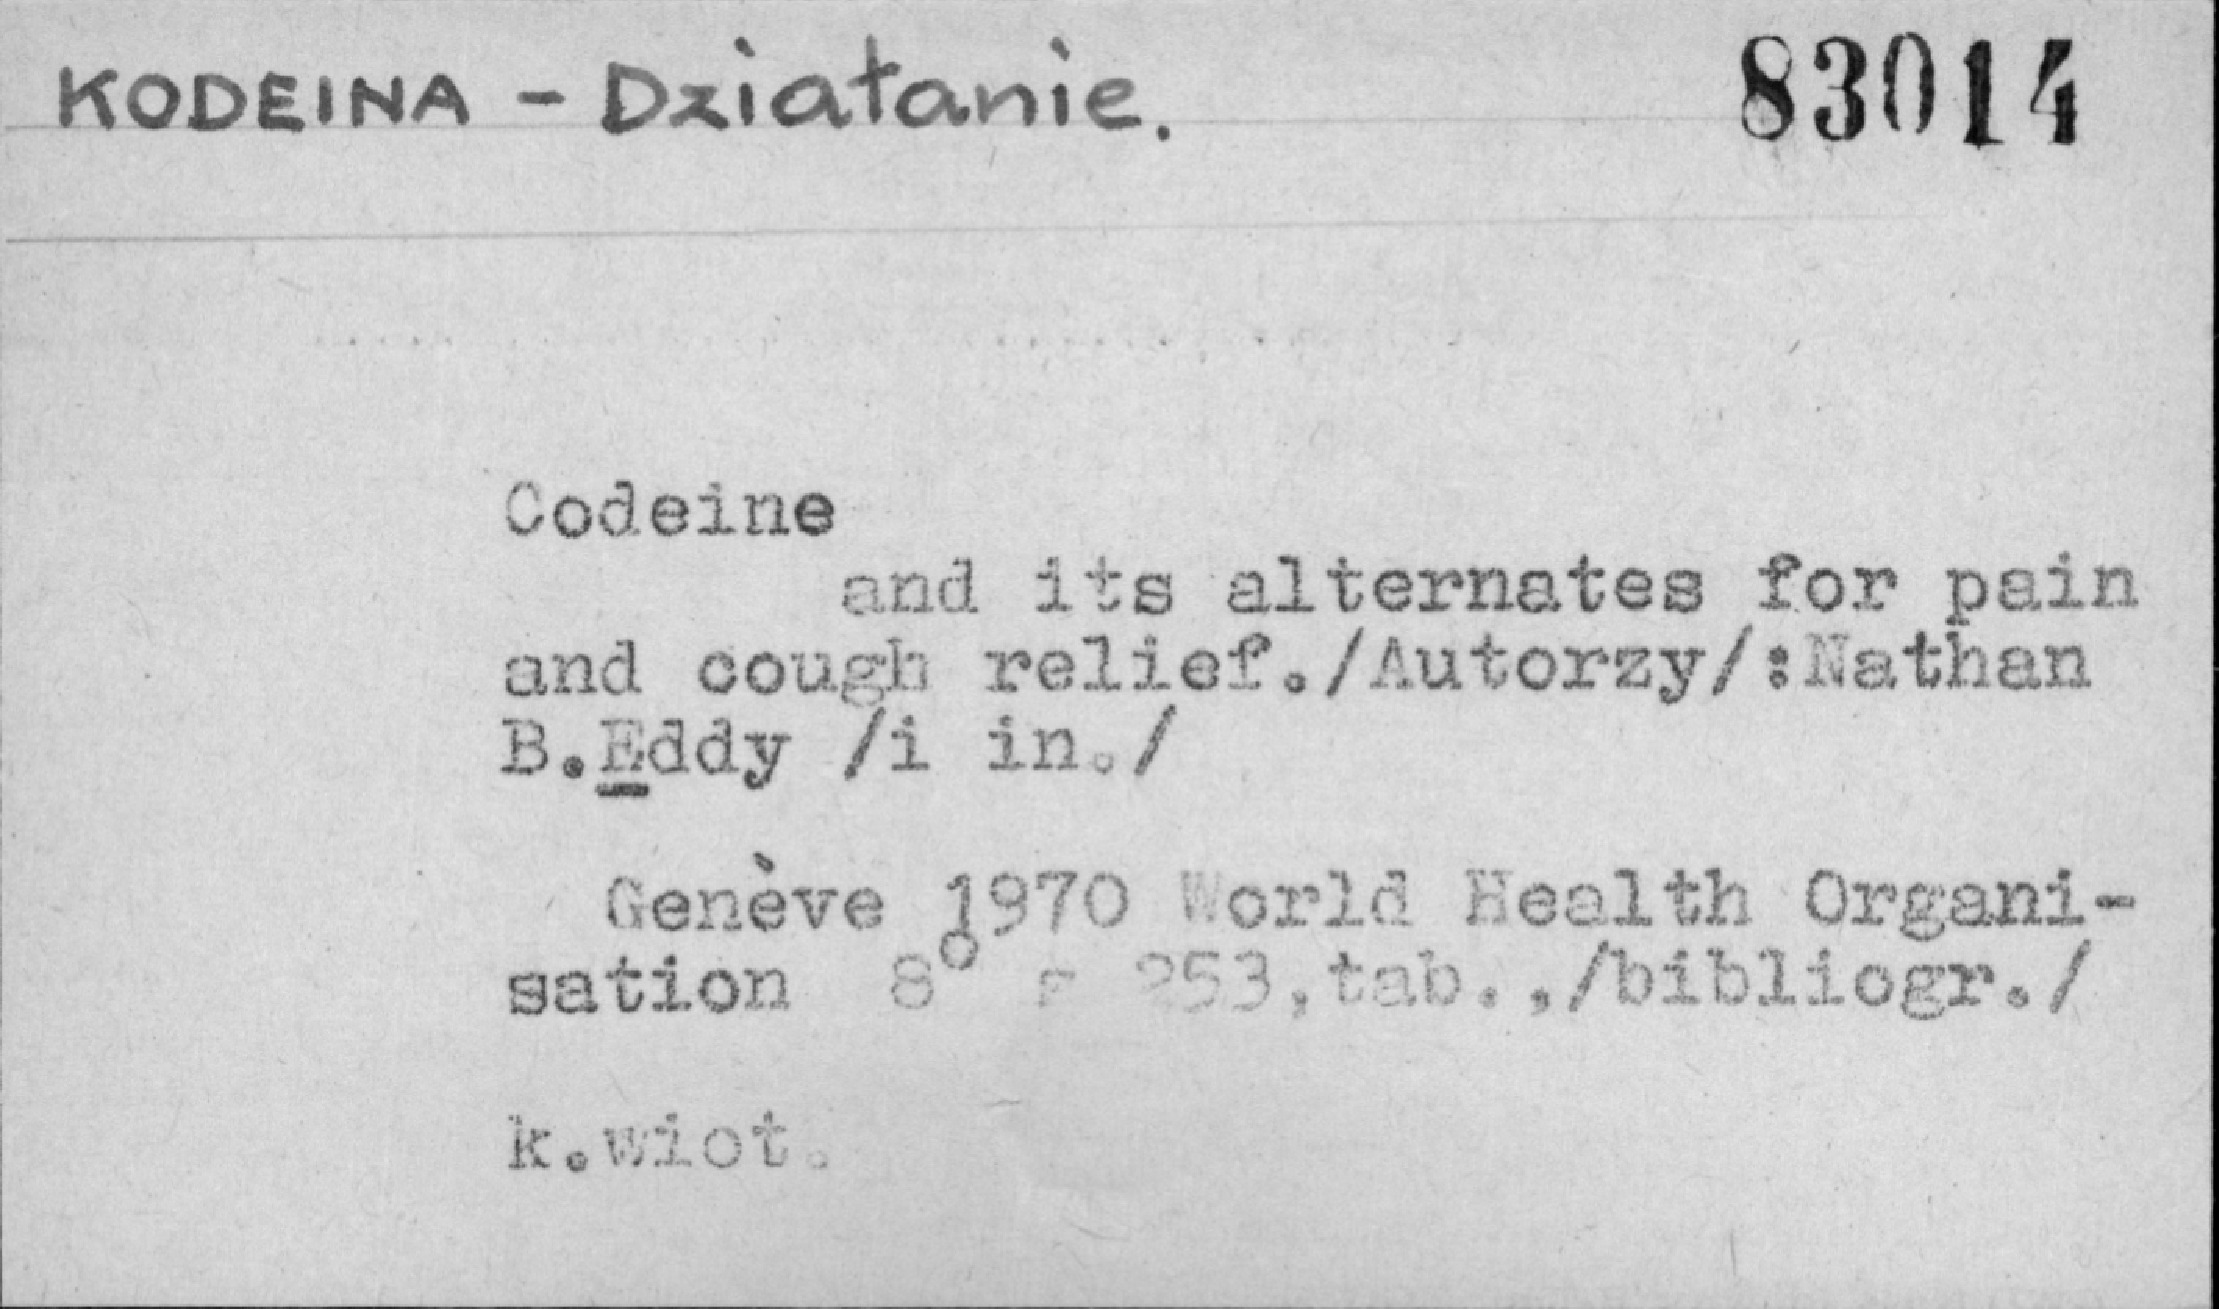 KODEINA - Działanie. 83014
Codeine
and its alternates for pain
and cough relief./Autorzy/:Nathan
B.Eddy /i in./
Genève 1970 World Health Organi-
sation 8° s 253,tab.,/bibliogr./
k.wiot.